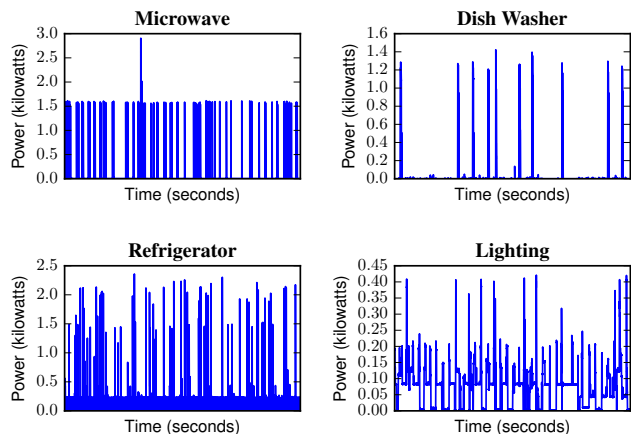 Microwave
Power (kilowatts)
3.0
2.5
2.0
1.5
1.0
0.5
0.0
Time (seconds)
Dish Washer
Power (kilowatts)
1.6
1.4
1.2
1.0
0.8
0.6
0.4
0.2
0.0
Time (seconds)
Refrigerator
Power (kilowatts)
2.5
2.0
1.5
1.0
0.5
0.0
Time (seconds)
Lighting
Power (kilowatts)
0.45
0.40
0.35
0.30
0.25
0.20
0.15
0.10
0.05
0.00
Time (seconds)